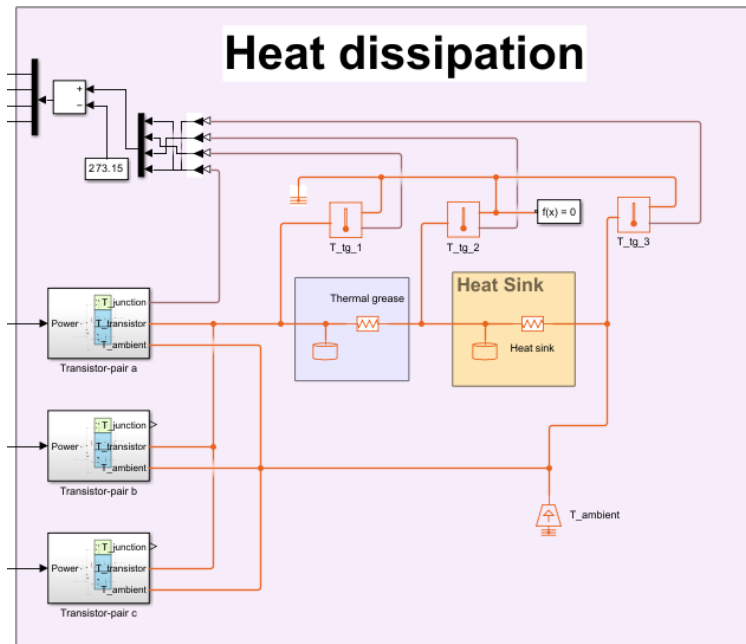 Heat dissipation
+
−
273.15
f(x) = 0
T_tg_1
T_tg_2
T_tg_3
Thermal grease
Heat Sink
Heat sink
Power
T_junction
T_transistor
T_ambient
Transistor-pair a
Power
T_junction
T_transistor
T_ambient
Transistor-pair b
T_ambient
Power
T_junction
T_transistor
T_ambient
Transistor-pair c